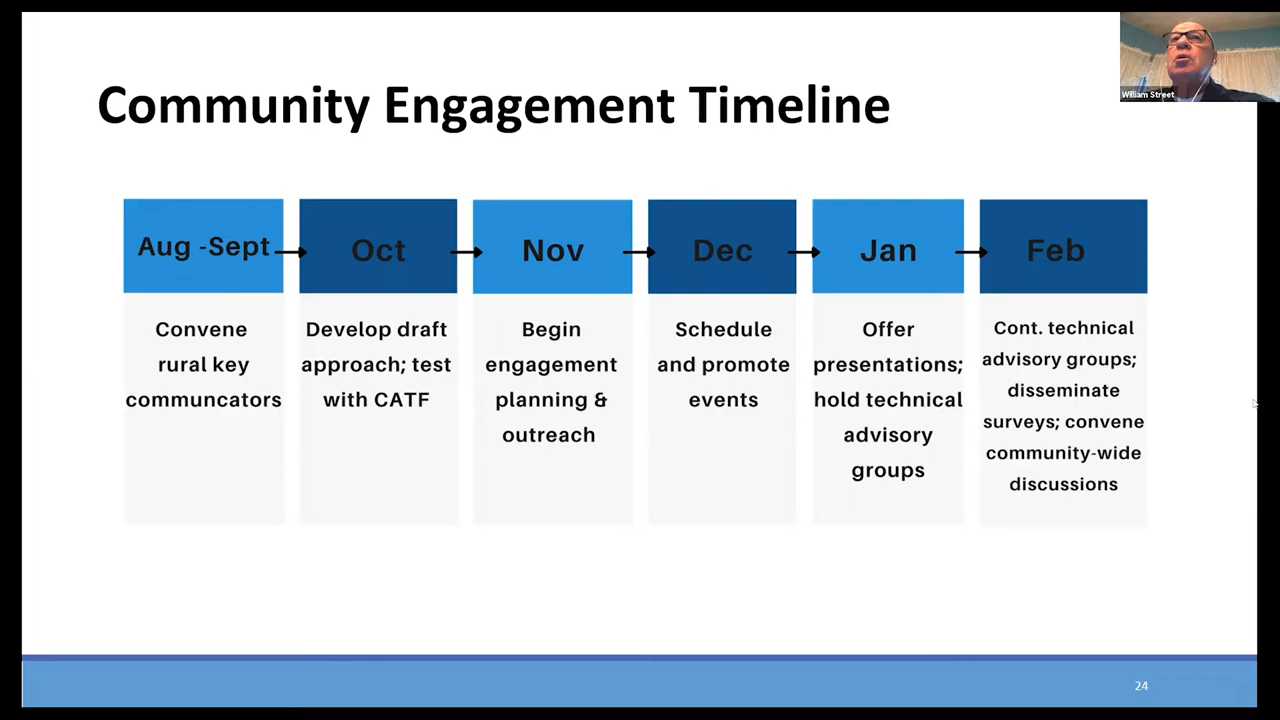 William Street
Community Engagement Timeline
Aug -Sept
Convene
rural key
communcators
Oct
Develop draft
approach; test
with CATF
Nov
Begin
engagement
planning &
outreach
Dec
Schedule
and promote
events
Jan
Offer
presentations;
hold technical
advisory
groups
Feb
Cont. technical
advisory groups;
disseminate
surveys; convene
community-wide
discussions
24